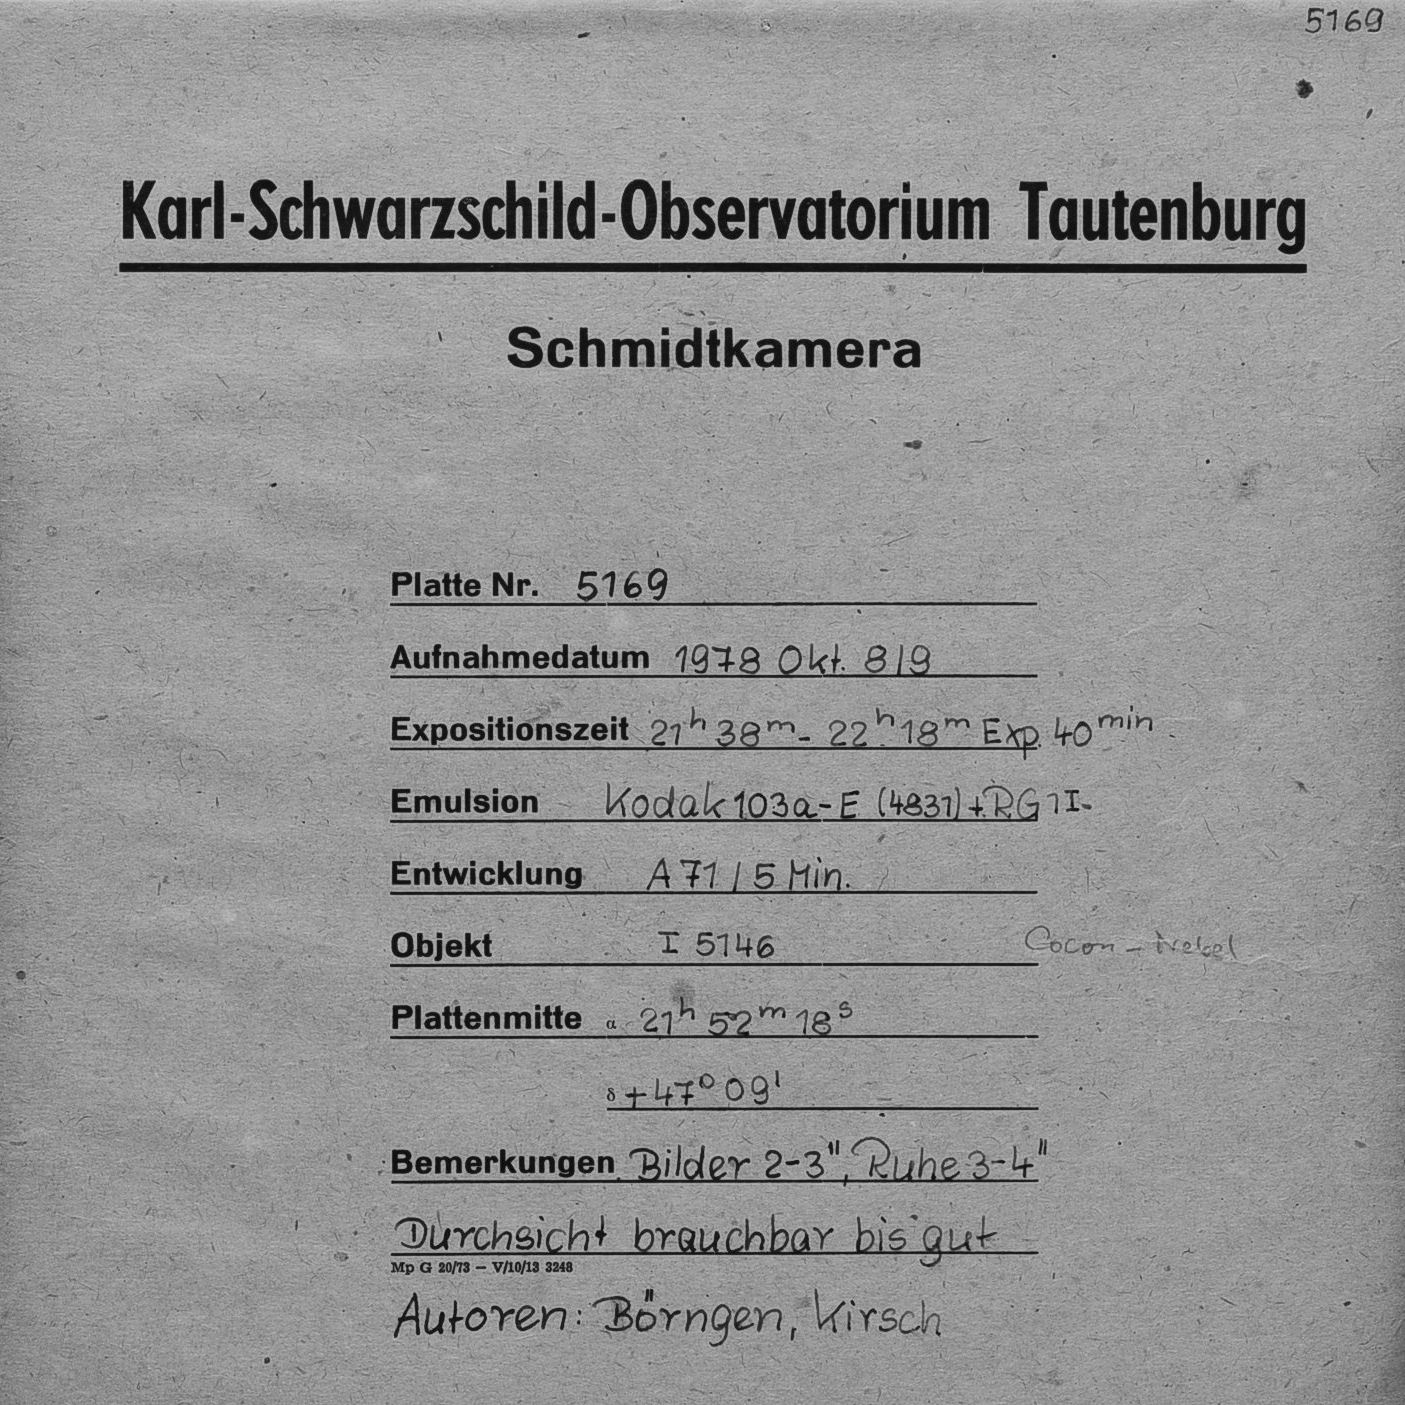 5169
Karl-Schwarzschild-Observatorium Tautenburg
Schmidtkamera
Platte Nr. 5169
Aufnahmedatum 1978 Okt. 8/9
Expositionszeit 21h 38m - 22h 18m Exp. 40min
Emulsion Kodak 103a-E (4831) + RG1 I-
Entwicklung A 71 / 5 Min.
Objekt I 5146 Cocon-Nebel
Plattenmitte α 21h 52m 18s
δ +47° 09'
Bemerkungen Bilder 2-3", Ruhe 3-4"
Durchsicht brauchbar bis gut
Mp G 20/73 — V/10/13 3248
Autoren: Börngen, Kirsch